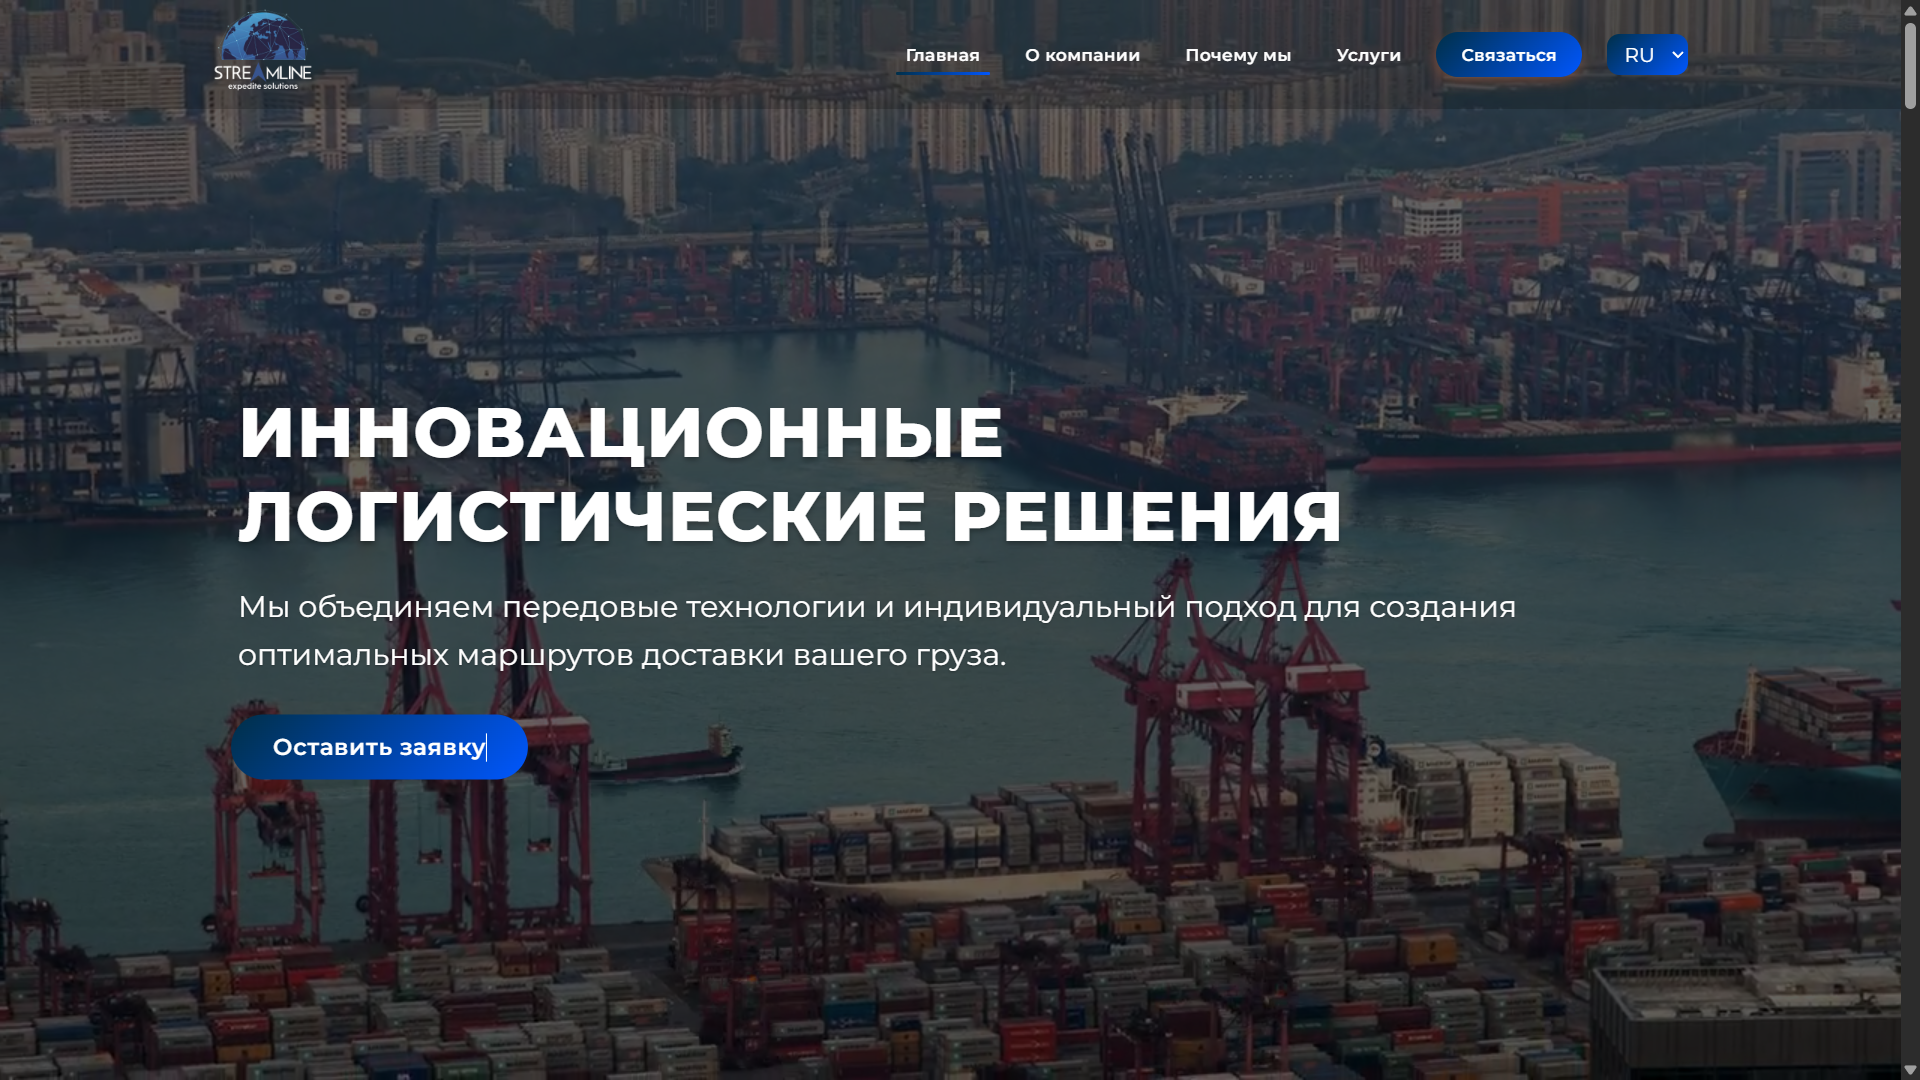 STREAMLINE
expedite solutions
Главная
О компании
Почему мы
Услуги
Связаться
RU
ИННОВАЦИОННЫЕ
ЛОГИСТИЧЕСКИЕ РЕШЕНИЯ
Мы объединяем передовые технологии и индивидуальный подход для создания
оптимальных маршрутов доставки вашего груза.
Оставить заявку